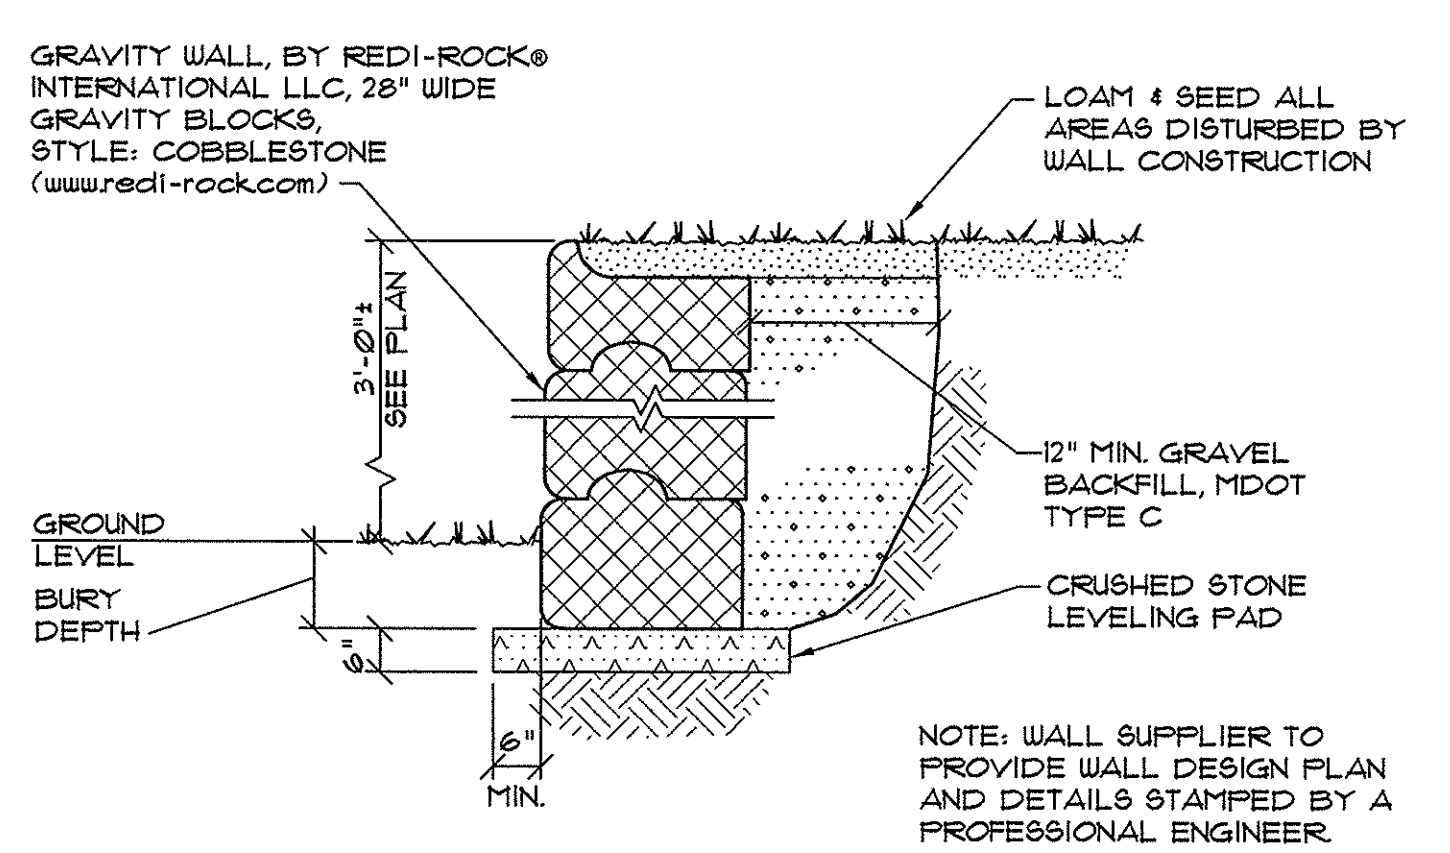 GRAVITY WALL, BY REDI-ROCK®
INTERNATIONAL LLC, 28" WIDE
GRAVITY BLOCKS,
STYLE: COBBLESTONE
(www.redi-rock.com)
LOAM & SEED ALL
AREAS DISTURBED BY
WALL CONSTRUCTION
3'-0"±
SEE PLAN
12" MIN. GRAVEL
BACKFILL, MDOT
TYPE C
GROUND
LEVEL
BURY
DEPTH
6"
CRUSHED STONE
LEVELING PAD
6"
MIN.
NOTE: WALL SUPPLIER TO
PROVIDE WALL DESIGN PLAN
AND DETAILS STAMPED BY A
PROFESSIONAL ENGINEER.